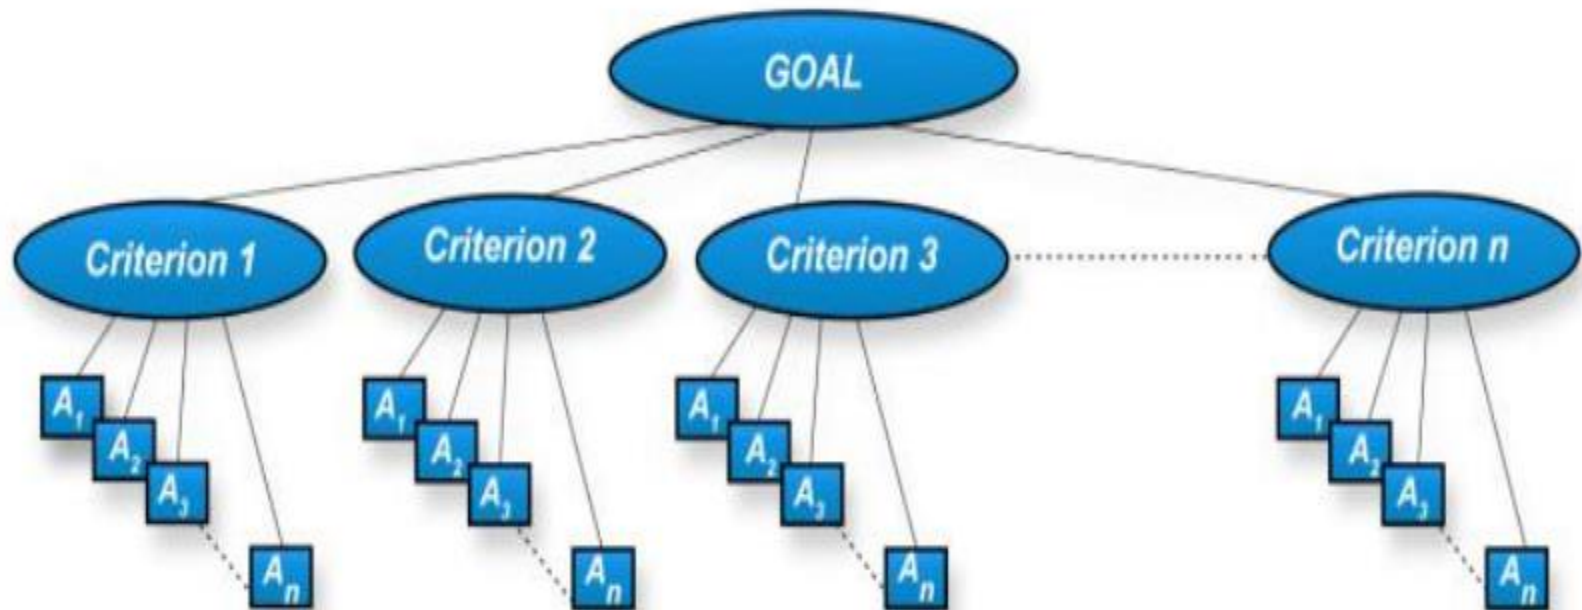 GOAL
Criterion 1
Criterion 2
Criterion 3
Criterion n
A₁
A₂
A₃
Aₙ
A₁
A₂
A₃
Aₙ
A₁
A₂
A₃
Aₙ
A₁
A₂
A₃
Aₙ